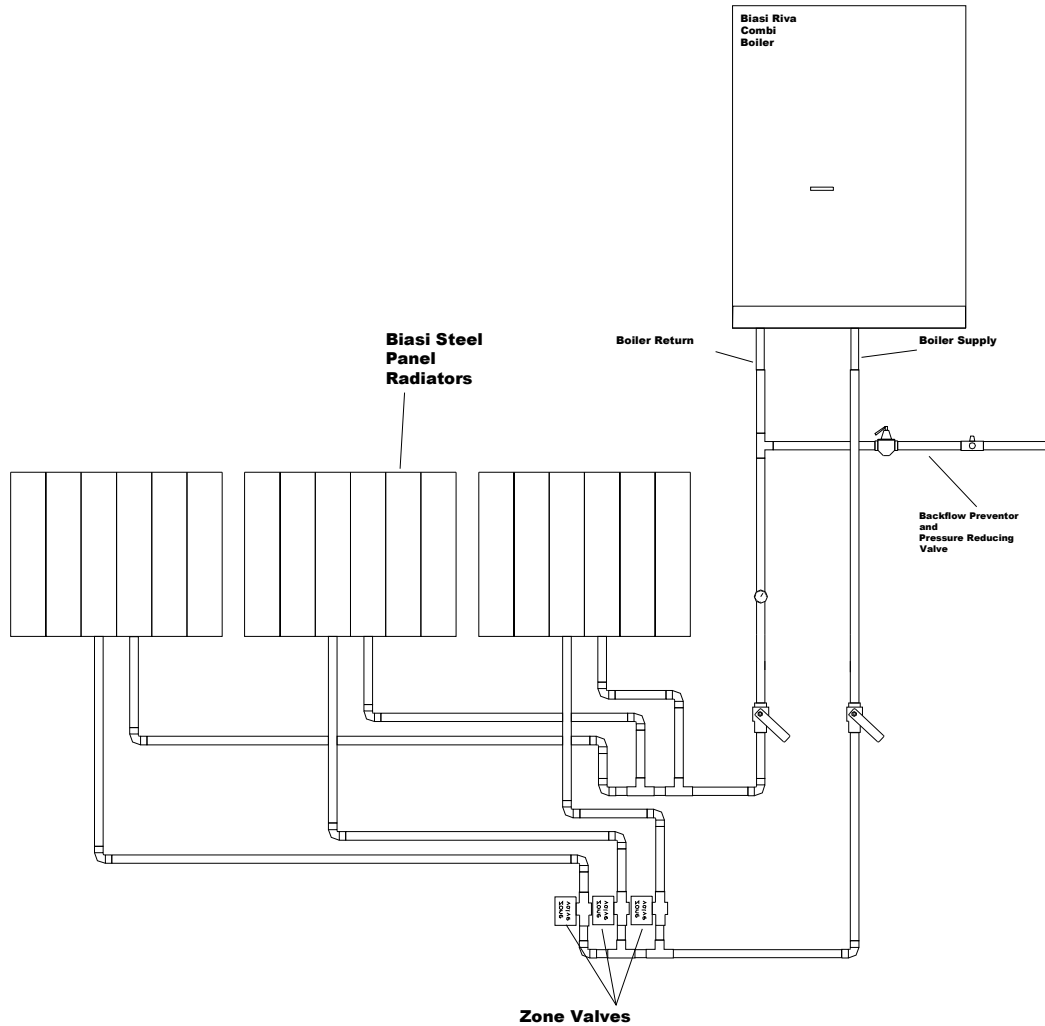 Biasi Riva
Combi
Boiler
Biasi Steel
Panel
Radiators
Boiler Return
Boiler Supply
Backflow Preventor
and
Pressure Reducing
Valve
Zone Valves